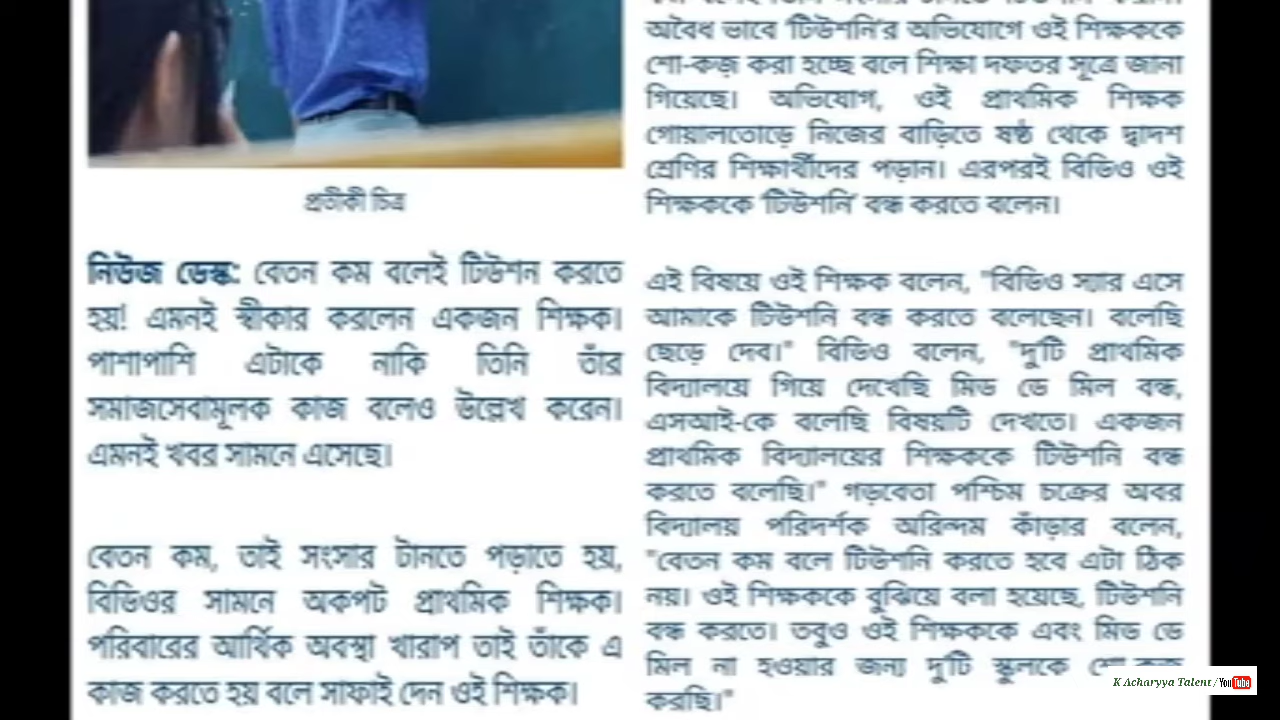 প্রতীকী চিত্র
নিউজ ডেস্ক: বেতন কম বলেই টিউশন করতে
হয়! এমনই স্বীকার করলেন একজন শিক্ষক।
পাশাপাশি এটাকে নাকি তিনি তাঁর
সমাজসেবামূলক কাজ বলেও উল্লেখ করেন।
এমনই খবর সামনে এসেছে।
বেতন কম, তাই সংসার টানতে পড়াতে হয়,
বিডিওর সামনে অকপট প্রাথমিক শিক্ষক।
পরিবারের আর্থিক অবস্থা খারাপ তাই তাঁকে এ
কাজ করতে হয় বলে সাফাই দেন ওই শিক্ষক।
অবৈধ ভাবে 'টিউশনি'র অভিযোগে ওই শিক্ষককে
শো-কজ় করা হচ্ছে বলে শিক্ষা দফতর সূত্রে জানা
গিয়েছে। অভিযোগ, ওই প্রাথমিক শিক্ষক
গোয়ালতোড়ে নিজের বাড়িতে ষষ্ঠ থেকে দ্বাদশ
শ্রেণির শিক্ষার্থীদের পড়ান। এরপরই বিডিও ওই
শিক্ষককে 'টিউশনি' বন্ধ করতে বলেন।
এই বিষয়ে ওই শিক্ষক বলেন, "বিডিও স্যার এসে
আমাকে টিউশনি বন্ধ করতে বলেছেন। বলেছি
ছেড়ে দেব।" বিডিও বলেন, "দু'টি প্রাথমিক
বিদ্যালয়ে গিয়ে দেখেছি মিড ডে মিল বন্ধ,
এসআই-কে বলেছি বিষয়টি দেখতে। একজন
প্রাথমিক বিদ্যালয়ের শিক্ষককে টিউশনি বন্ধ
করতে বলেছি।" গড়বেতা পশ্চিম চক্রের অবর
বিদ্যালয় পরিদর্শক অরিন্দম কাঁড়ার বলেন,
"বেতন কম বলে টিউশনি করতে হবে এটা ঠিক
নয়। ওই শিক্ষককে বুঝিয়ে বলা হয়েছে, টিউশনি
বন্ধ করতে। তবুও ওই শিক্ষককে এবং মিড ডে
মিল না হওয়ার জন্য দু'টি স্কুলকে
করছি।"
K Acharyya Talent / YouTube